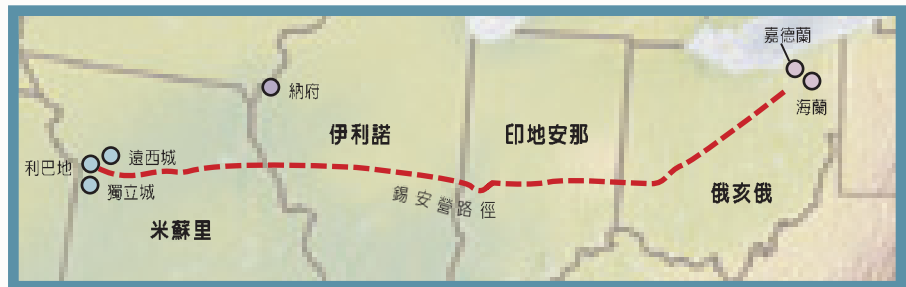 嘉德蘭
海蘭
納府
伊利諾
印地安那
遠西城
利巴地
獨立城
錫安營路徑
俄亥俄
米蘇里